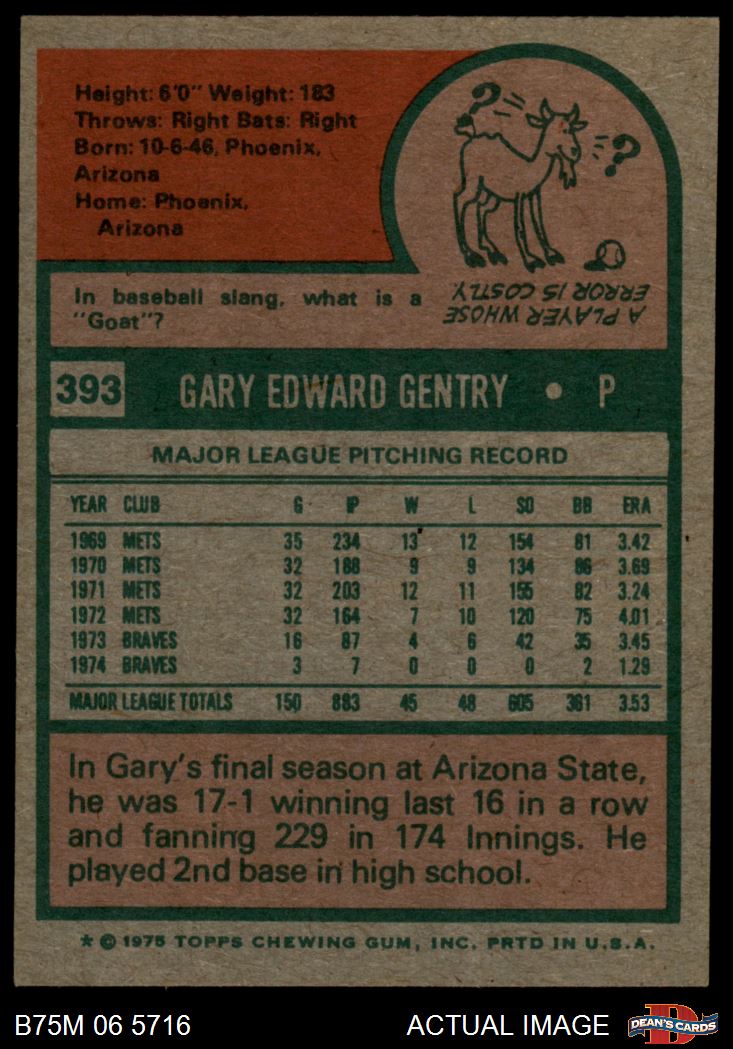 Height: 6'0" Weight: 183
Throws: Right Bats: Right
Born: 10-6-46, Phoenix,
Arizona
Home: Phoenix,
Arizona
? ?
In baseball slang, what is a
"Goat"?
A PLAYER WHOSE
ERROR IS COSTLY.
393 GARY EDWARD GENTRY • P
MAJOR LEAGUE PITCHING RECORD
YEAR CLUB G IP W L SO BB ERA
1969 METS 35 234 13 12 154 81 3.42
1970 METS 32 188 9 9 134 86 3.69
1971 METS 32 203 12 11 155 82 3.24
1972 METS 32 164 7 10 120 75 4.01
1973 BRAVES 16 87 4 6 42 35 3.45
1974 BRAVES 3 7 0 0 0 2 1.29
MAJOR LEAGUE TOTALS 150 883 45 48 605 361 3.53
In Gary's final season at Arizona State,
he was 17-1 winning last 16 in a row
and fanning 229 in 174 Innings. He
played 2nd base in high school.
* © 1975 TOPPS CHEWING GUM, INC. PRTD IN U.S.A.
B75M 06 5716 ACTUAL IMAGE D DEAN'S CARDS